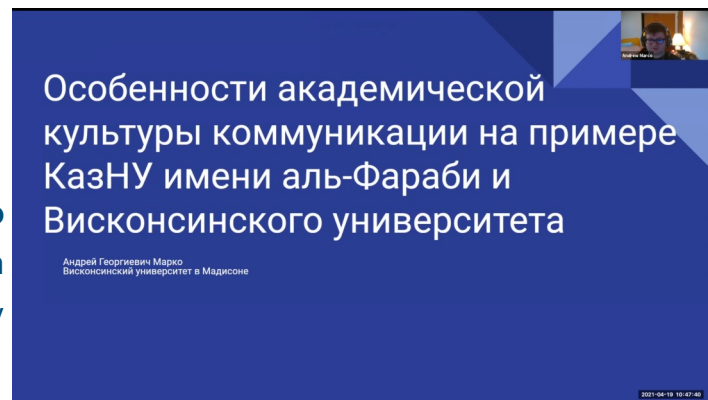 Особенности академической
культуры коммуникации на примере
КазНУ имени аль-Фараби и
Висконсинского университета
Андрей Георгиевич Марко
Висконсинский университет в Мадисоне
2021-04-19 10:47:40